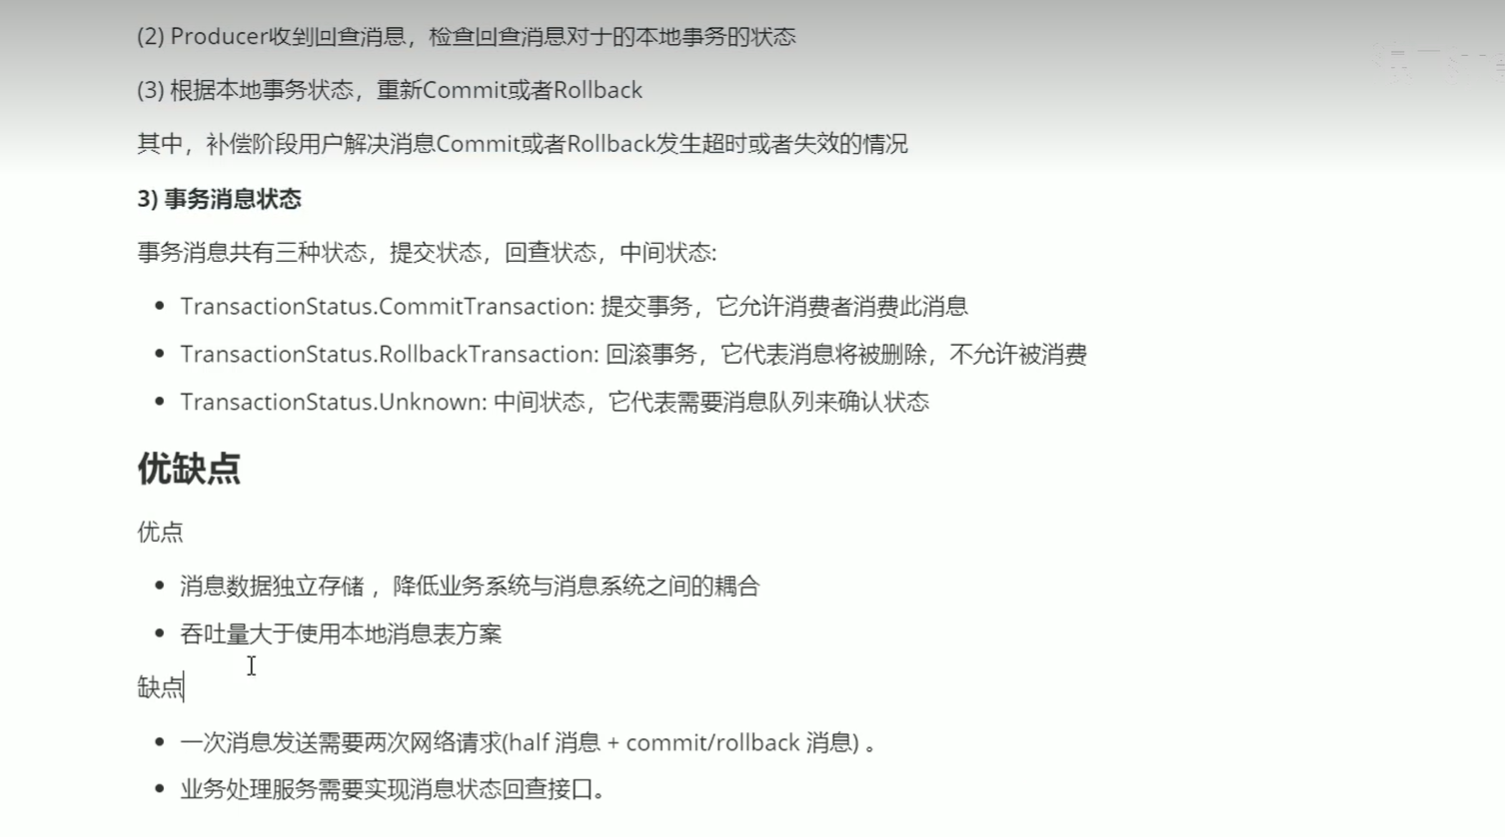 (2) Producer收到回查消息，检查回查消息对于的本地事务的状态
(3) 根据本地事务状态，重新Commit或者Rollback
其中，补偿阶段用户解决消息Commit或者Rollback发生超时或者失效的情况
3) 事务消息状态
事务消息共有三种状态，提交状态，回查状态，中间状态:
• TransactionStatus.CommitTransaction: 提交事务，它允许消费者消费此消息
• TransactionStatus.RollbackTransaction: 回滚事务，它代表消息将被删除，不允许被消费
• TransactionStatus.Unknown: 中间状态，它代表需要消息队列来确认状态
优缺点
优点
• 消息数据独立存储 ，降低业务系统与消息系统之间的耦合
• 吞吐量大于使用本地消息表方案
缺点
• 一次消息发送需要两次网络请求(half 消息 + commit/rollback 消息) 。
• 业务处理服务需要实现消息状态回查接口。